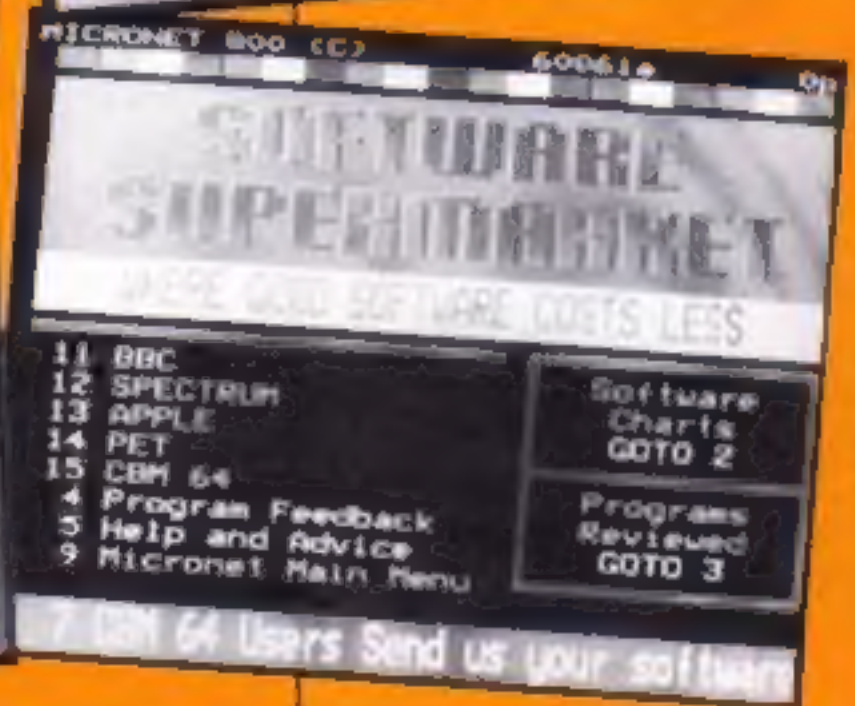 MICRONET 800 (C) 60061a 0p
SOFTWARE
SUPERMARKET
WHERE GOOD SOFTWARE COSTS LESS
11 BBC
12 SPECTRUM
13 APPLE
14 PET
15 CBM 64
4 Program Feedback
5 Help and Advice
9 Micronet Main Menu
Software
Charts
GOTO 2
Programs
Reviewed
GOTO 3
7 CBM 64 Users Send us your software